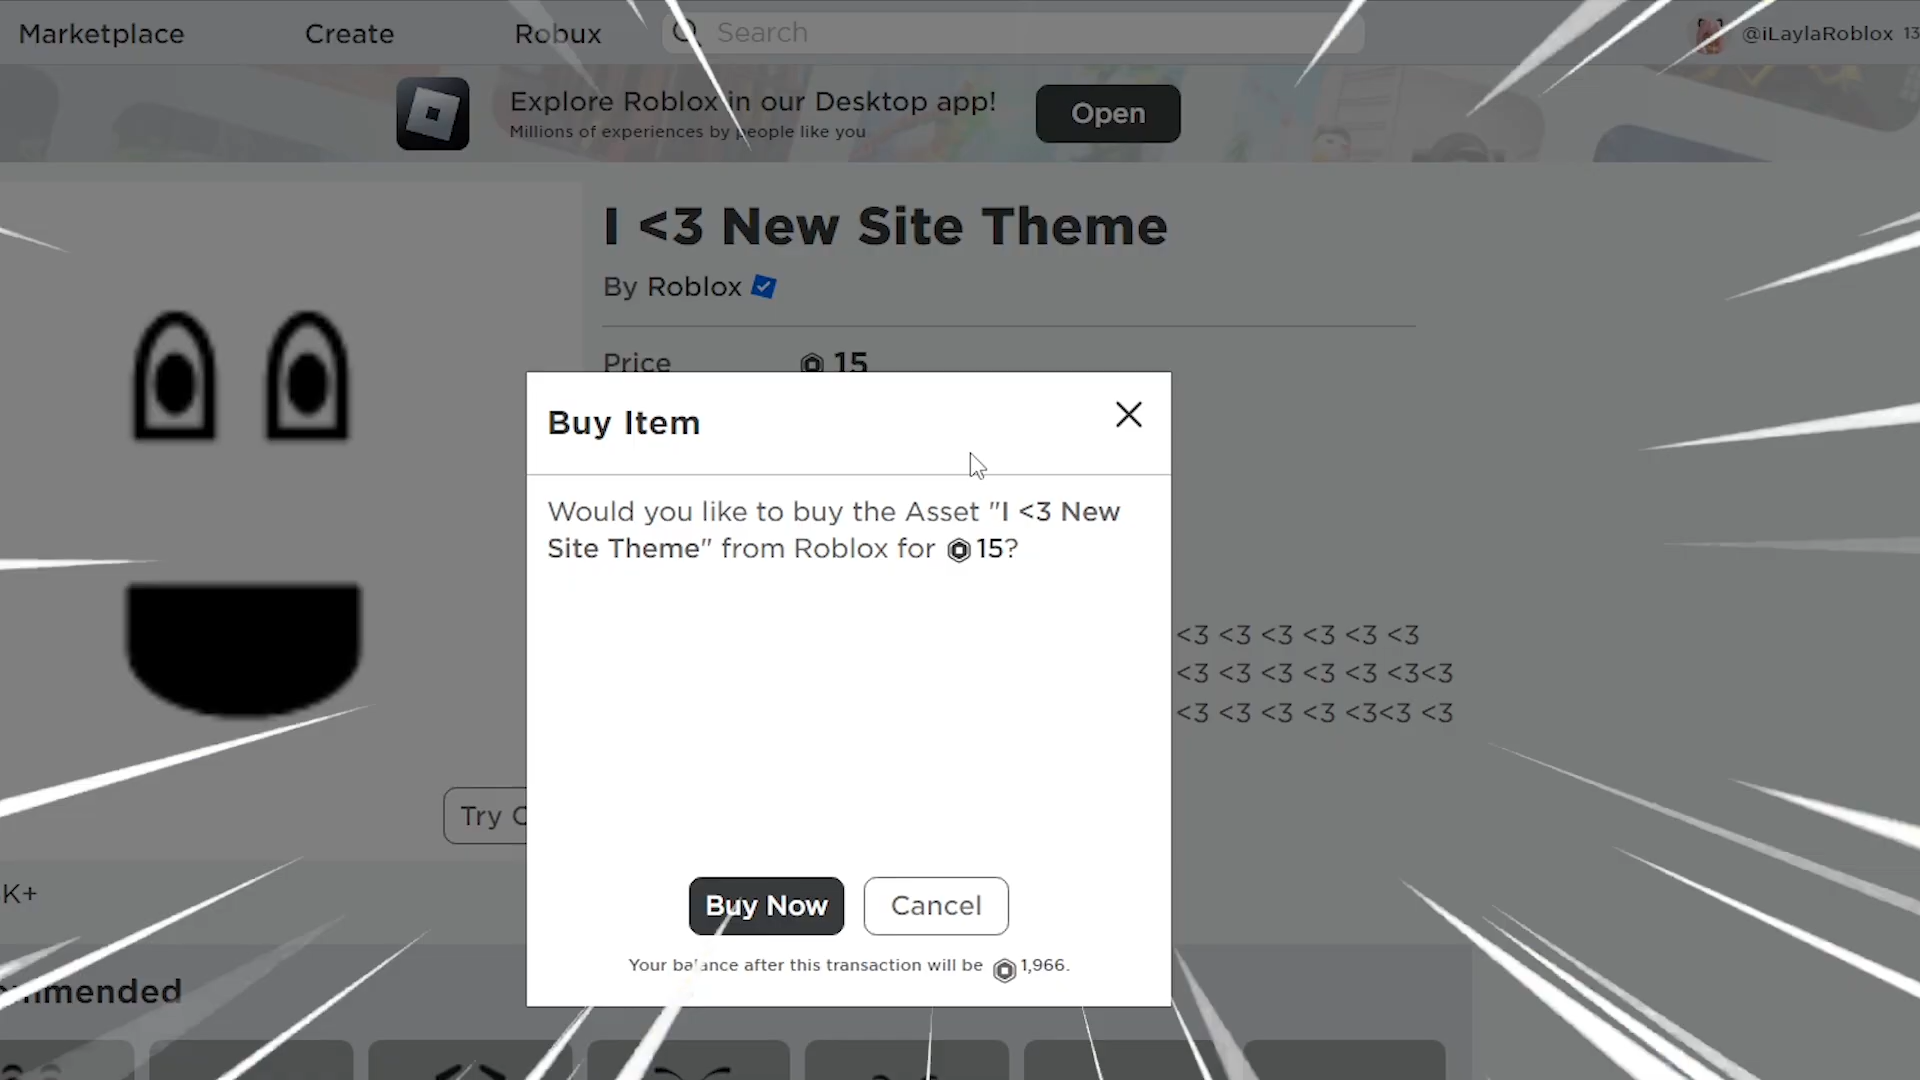 Marketplace
Create
Robux
Search
@iLaylaRoblox 13
Explore Roblox in our Desktop app!
Millions of experiences by people like you
Open
I <3 New Site Theme
By Roblox
Price
15
Buy Item
Would you like to buy the Asset "I <3 New
Site Theme" from Roblox for 15?
<3 <3 <3 <3 <3 <3
<3 <3 <3 <3 <3 <3<3
<3 <3 <3 <3 <3<3 <3
Try
K+
Buy Now
Cancel
Your balance after this transaction will be 1,966.
mmended